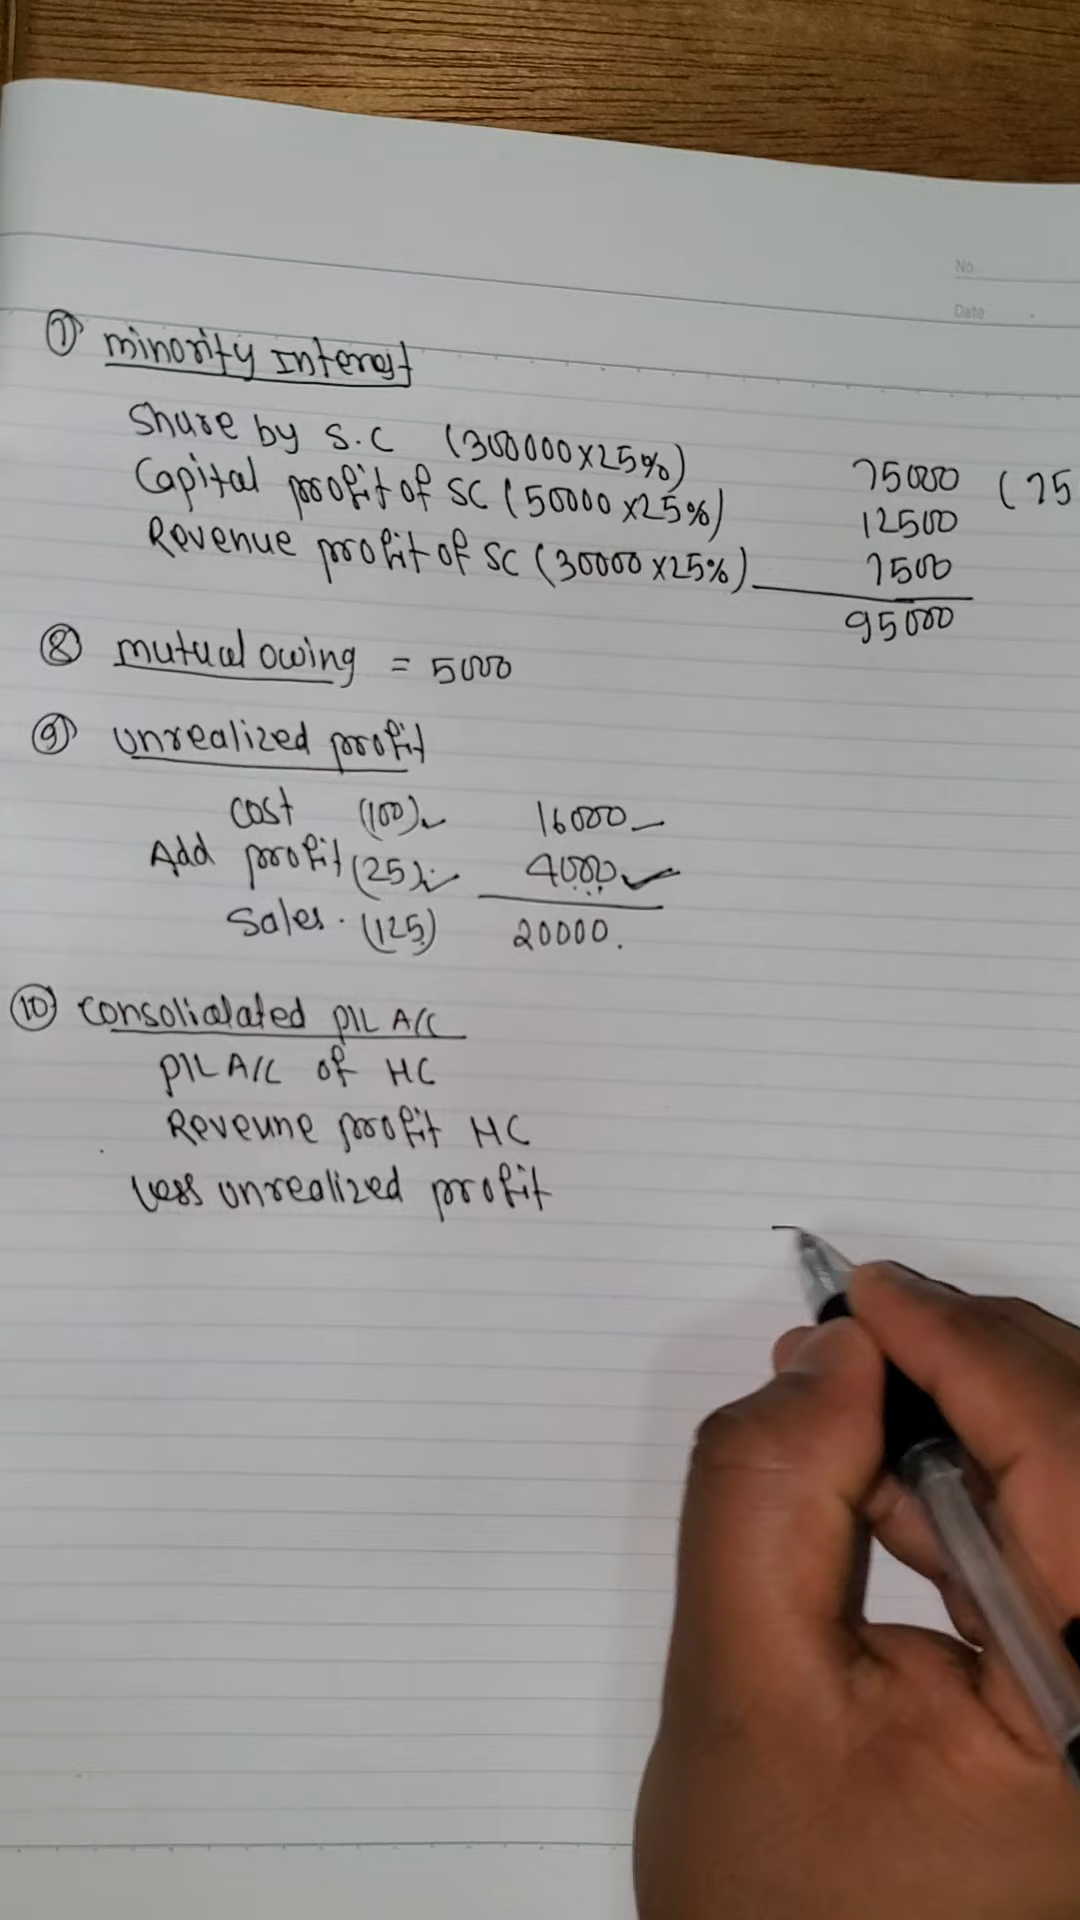 No
Date
⑦ minority Interest
Share by S.C (300000x25%) 75000 (75
Capital profit of SC (50000 x25%) 12500
Revenue profit of SC (30000 x25%) 7500
95000
⑧ mutual owing = 5000
⑨ unrealized profit
Cost (100) 16000
Add profit (25) 4000
Sales. (125) 20000.
⑩ Consolidated P/L A/C
P/L A/C of HC
Reveune profit HC
Less unrealized profit